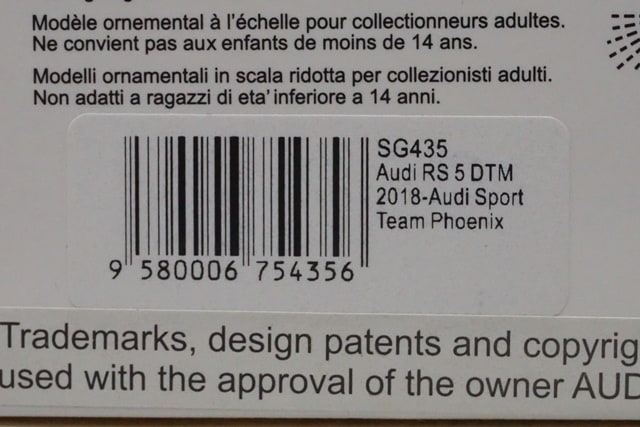 Modèle ornemental à l'échelle pour collectionneurs adultes.
Ne convient pas aux enfants de moins de 14 ans.
Modelli ornamentali in scala ridotta per collezionisti adulti.
Non adatti a ragazzi di eta' inferiore a 14 anni.
SG435
Audi RS 5 DTM
2018-Audi Sport
Team Phoenix
9 580006 754356
Trademarks, design patents and copyrig
used with the approval of the owner AUD